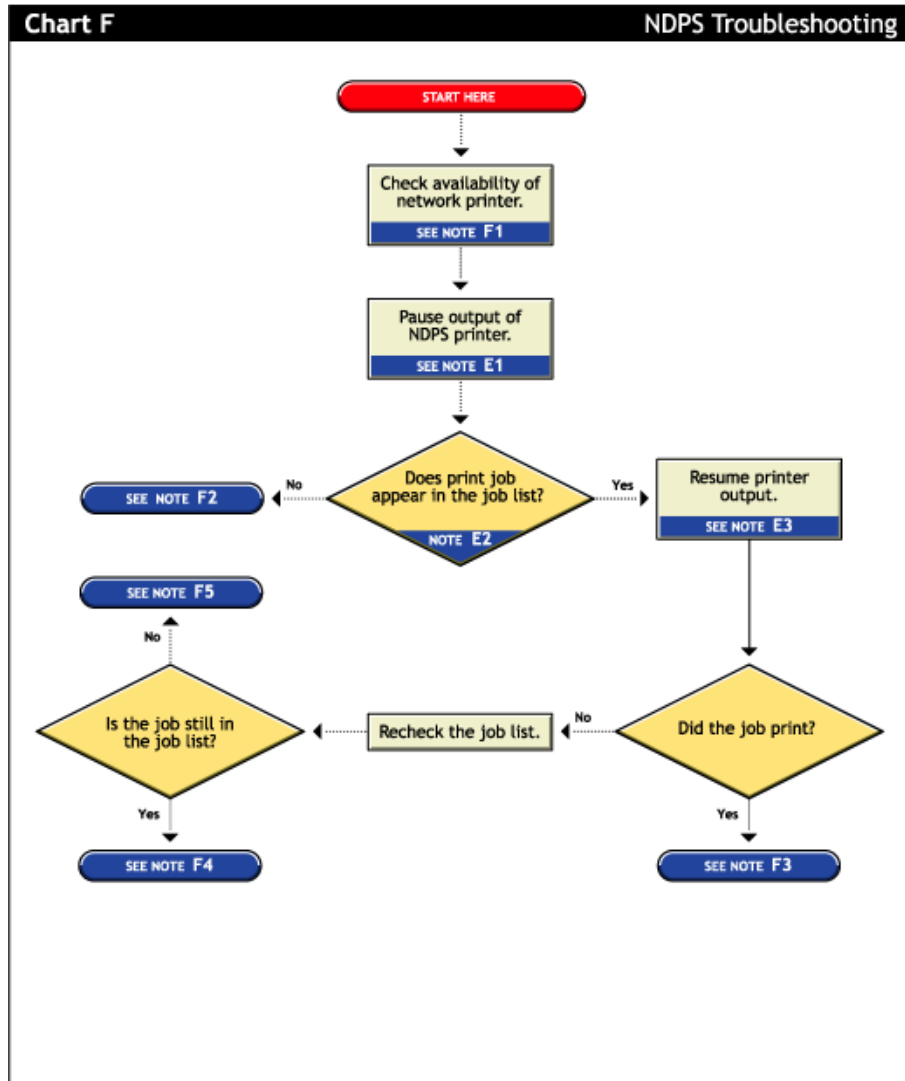 Chart F
NDPS Troubleshooting
START HERE
Check availability of
network printer.
SEE NOTE F1
Pause output of
NDPS printer.
SEE NOTE E1
Does print job
appear in the job list?
NOTE E2
No
SEE NOTE F2
Yes
Resume printer
output.
SEE NOTE E3
Did the job print?
No
Recheck the job list.
Is the job still in
the job list?
No
SEE NOTE F5
Yes
SEE NOTE F4
Yes
SEE NOTE F3